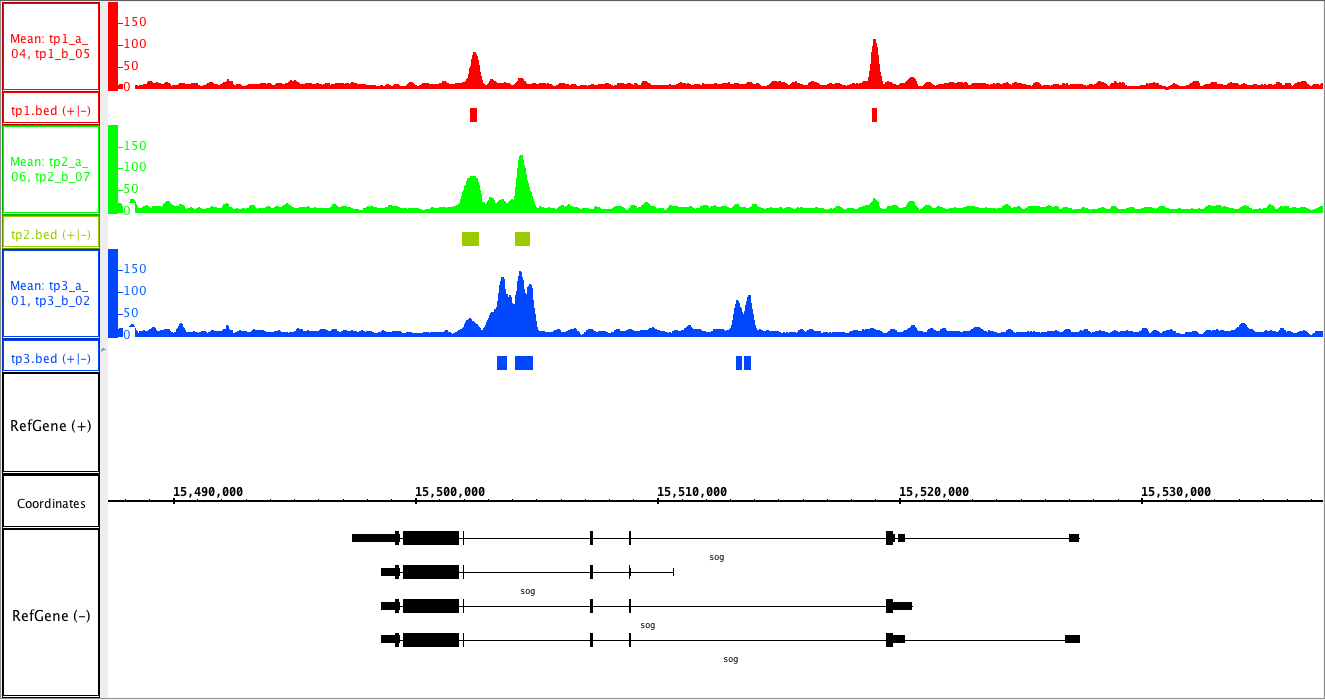 Mean: tp1_a_
04, tp1_b_05
150
100
50
0
tp1.bed (+|-)
Mean: tp2_a_
06, tp2_b_07
150
100
50
0
tp2.bed (+|-)
Mean: tp3_a_
01, tp3_b_02
150
100
50
0
tp3.bed (+|-)
RefGene (+)
Coordinates
15,490,000 15,500,000 15,510,000 15,520,000 15,530,000
RefGene (-)
sog
sog
sog
sog